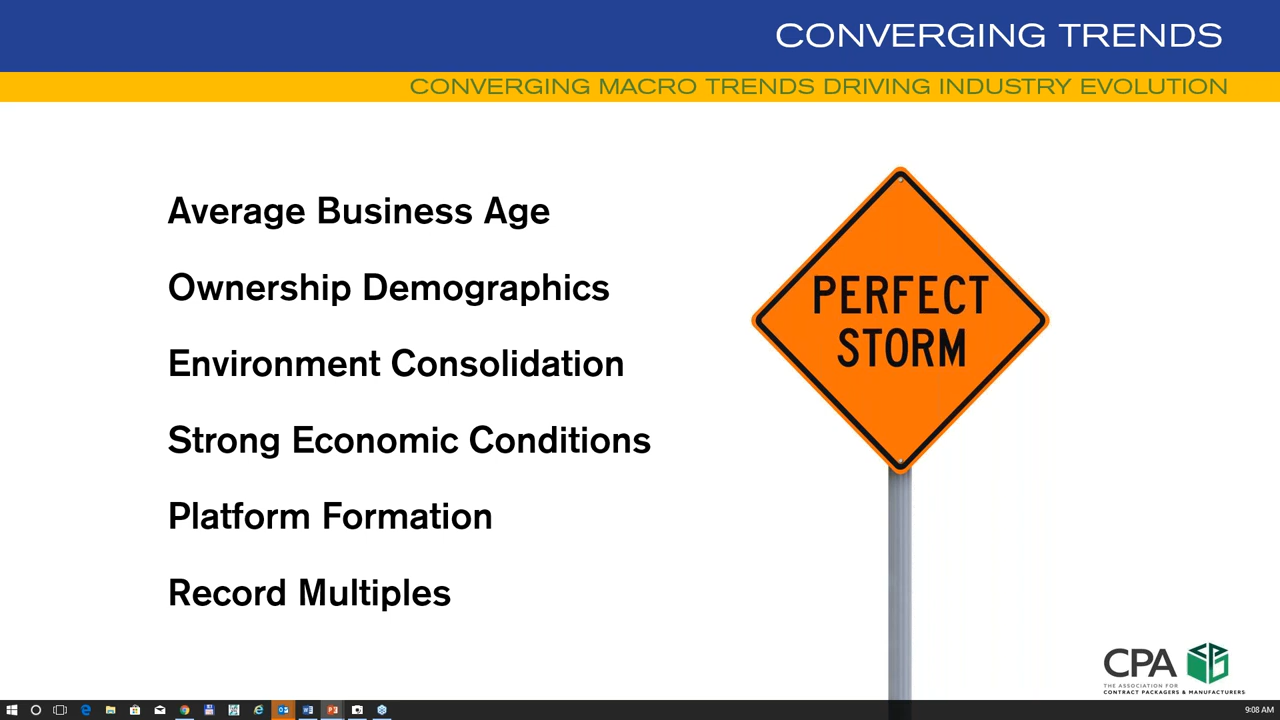 CONVERGING TRENDS
CONVERGING MACRO TRENDS DRIVING INDUSTRY EVOLUTION
Average Business Age
Ownership Demographics
Environment Consolidation
Strong Economic Conditions
Platform Formation
Record Multiples
PERFECT
STORM
CPA
THE ASSOCIATION FOR
CONTRACT PACKAGERS & MANUFACTURERS
9:08 AM